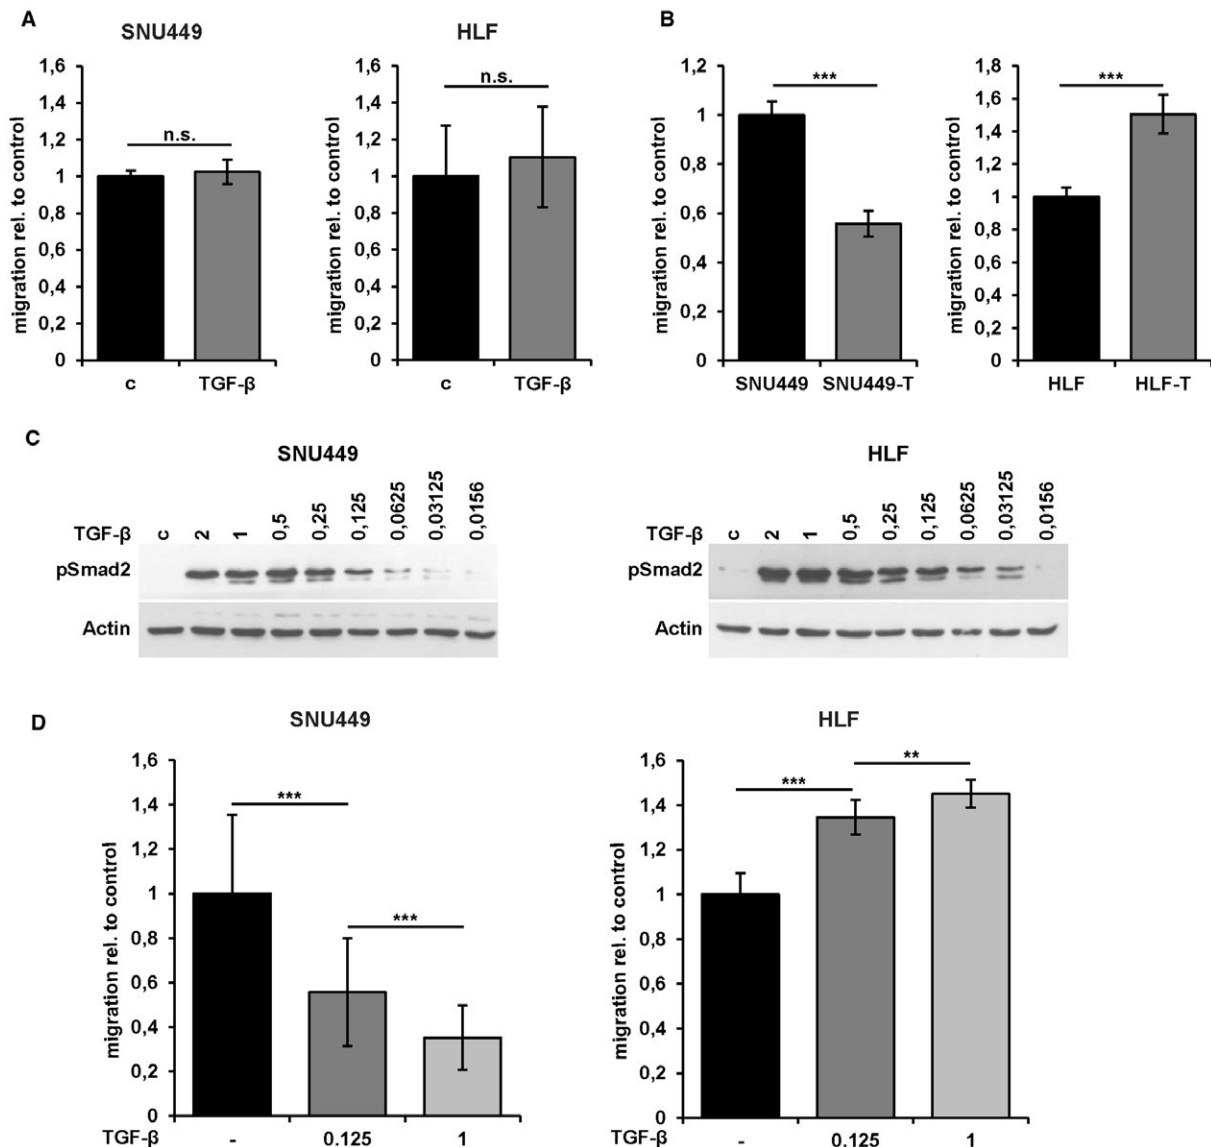 A
SNU449
1,6
1,4
1,2
1
0,8
0,6
0,4
0,2
0
migration rel. to control
n.s.
c
TGF-β
HLF
1,6
1,4
1,2
1
0,8
0,6
0,4
0,2
0
migration rel. to control
n.s.
c
TGF-β
B
1,2
1
0,8
0,6
0,4
0,2
0
migration rel. to control
***
SNU449
SNU449-T
1,8
1,6
1,4
1,2
1
0,8
0,6
0,4
0,2
0
migration rel. to control
***
HLF
HLF-T
C
SNU449
TGF-β c 2 1 0,5 0,25 0,125 0,0625 0,03125 0,0156
pSmad2
Actin
HLF
TGF-β c 2 1 0,5 0,25 0,125 0,0625 0,03125 0,0156
pSmad2
Actin
D
SNU449
1,6
1,4
1,2
1
0,8
0,6
0,4
0,2
0
migration rel. to control
***
***
TGF-β - 0.125 1
HLF
1,6
1,4
1,2
1
0,8
0,6
0,4
0,2
0
migration rel. to control
***
**
TGF-β - 0.125 1